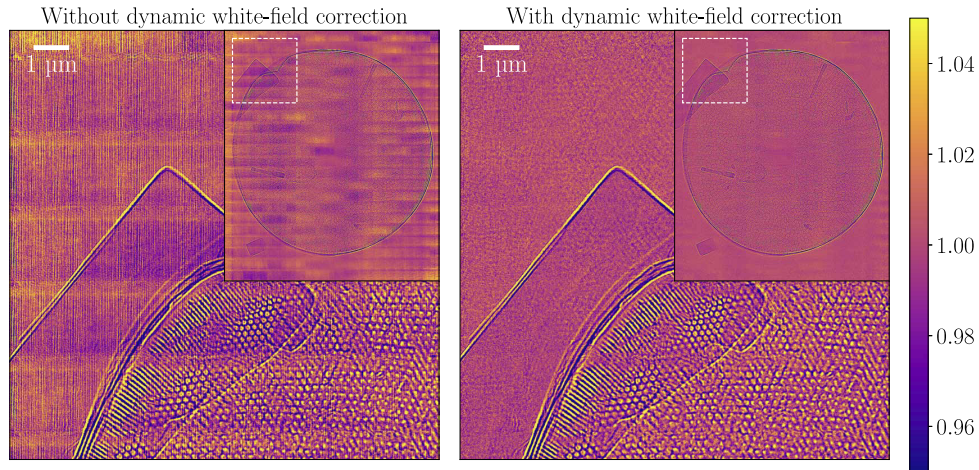 Without dynamic white-field correction
With dynamic white-field correction
1 μm
1 μm
1.04
1.02
1.00
0.98
0.96